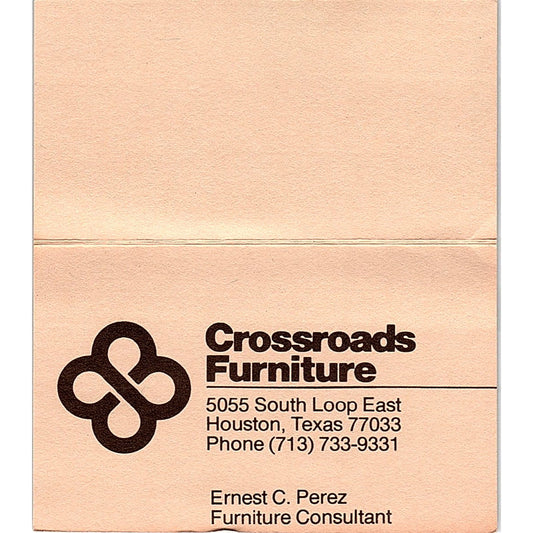 Crossroads
Furniture
5055 South Loop East
Houston, Texas 77033
Phone (713) 733-9331
Ernest C. Perez
Furniture Consultant